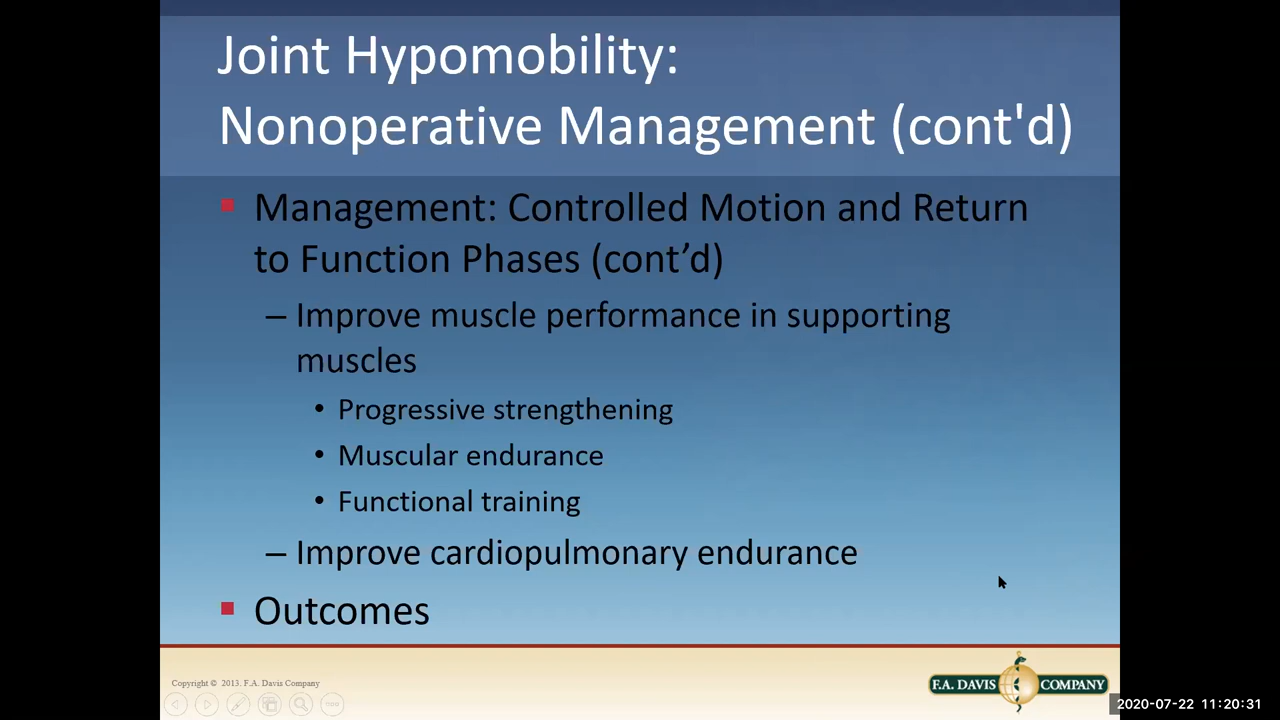 Joint Hypomobility:
Nonoperative Management (cont'd)
▪ Management: Controlled Motion and Return
to Function Phases (cont’d)
– Improve muscle performance in supporting
muscles
• Progressive strengthening
• Muscular endurance
• Functional training
– Improve cardiopulmonary endurance
▪ Outcomes
Copyright © 2013. F.A. Davis Company
F.A. DAVIS COMPANY
2020-07-22 11:20:31